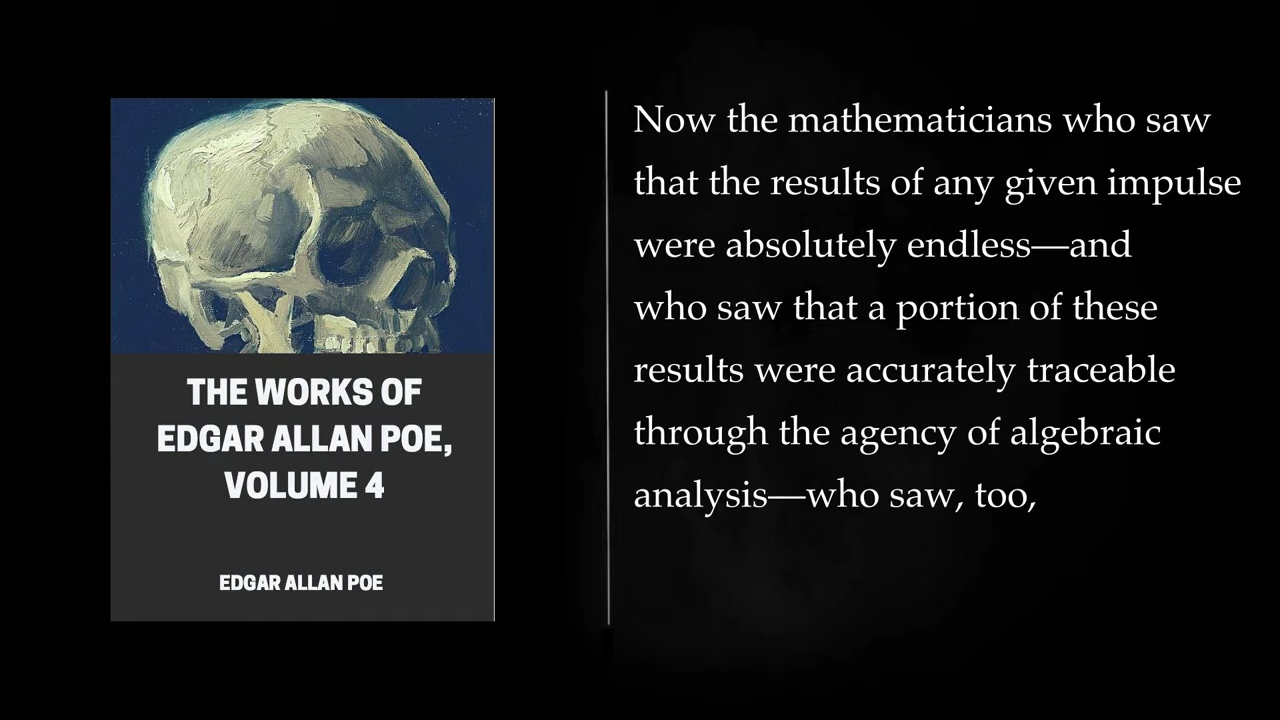 THE WORKS OF
EDGAR ALLAN POE,
VOLUME 4
EDGAR ALLAN POE
Now the mathematicians who saw
that the results of any given impulse
were absolutely endless—and
who saw that a portion of these
results were accurately traceable
through the agency of algebraic
analysis—who saw, too,